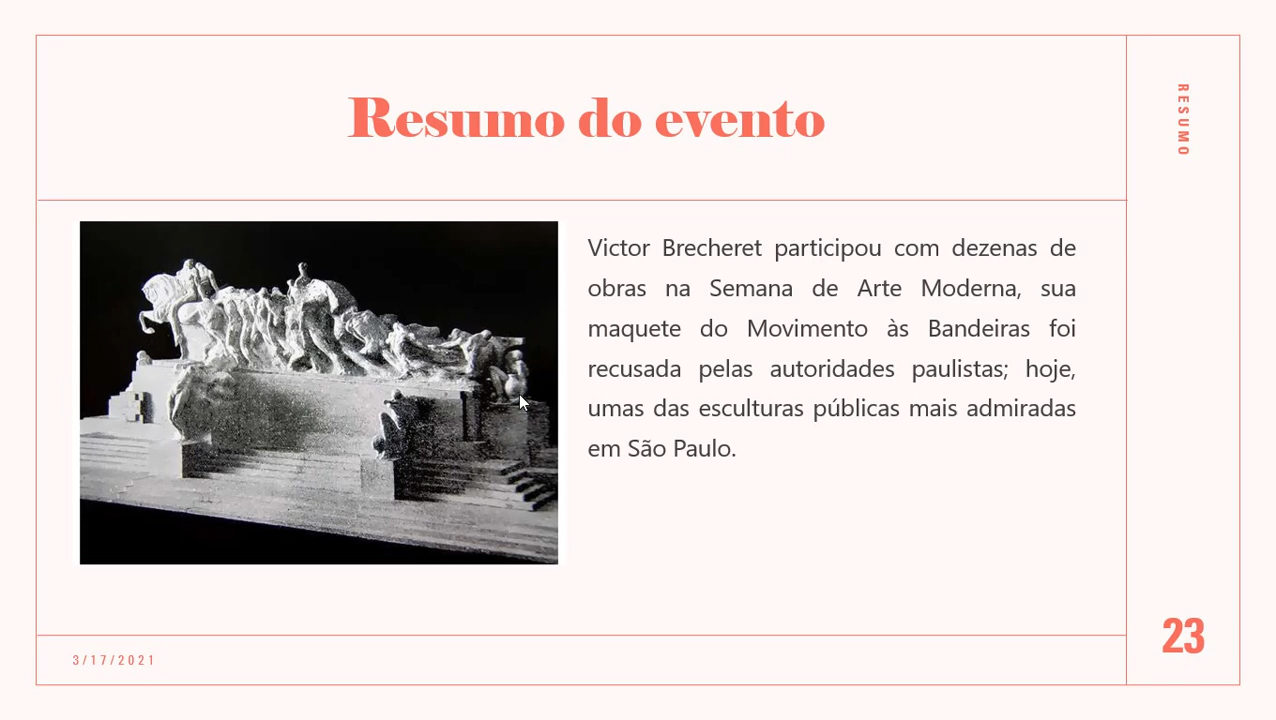 Resumo do evento
RESUMO
Victor Brecheret participou com dezenas de
obras na Semana de Arte Moderna, sua
maquete do Movimento às Bandeiras foi
recusada pelas autoridades paulistas; hoje,
umas das esculturas públicas mais admiradas
em São Paulo.
3/17/2021
23